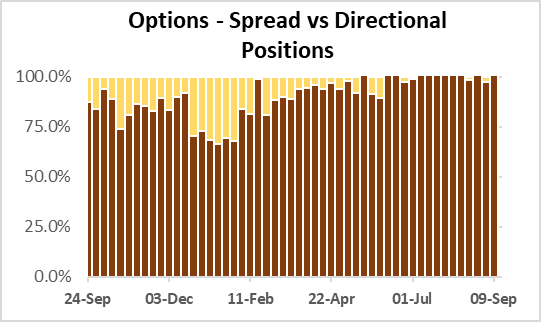 Options - Spread vs Directional
Positions
100.0%
75.0%
50.0%
25.0%
0.0%
24-Sep 03-Dec 11-Feb 22-Apr 01-Jul 09-Sep